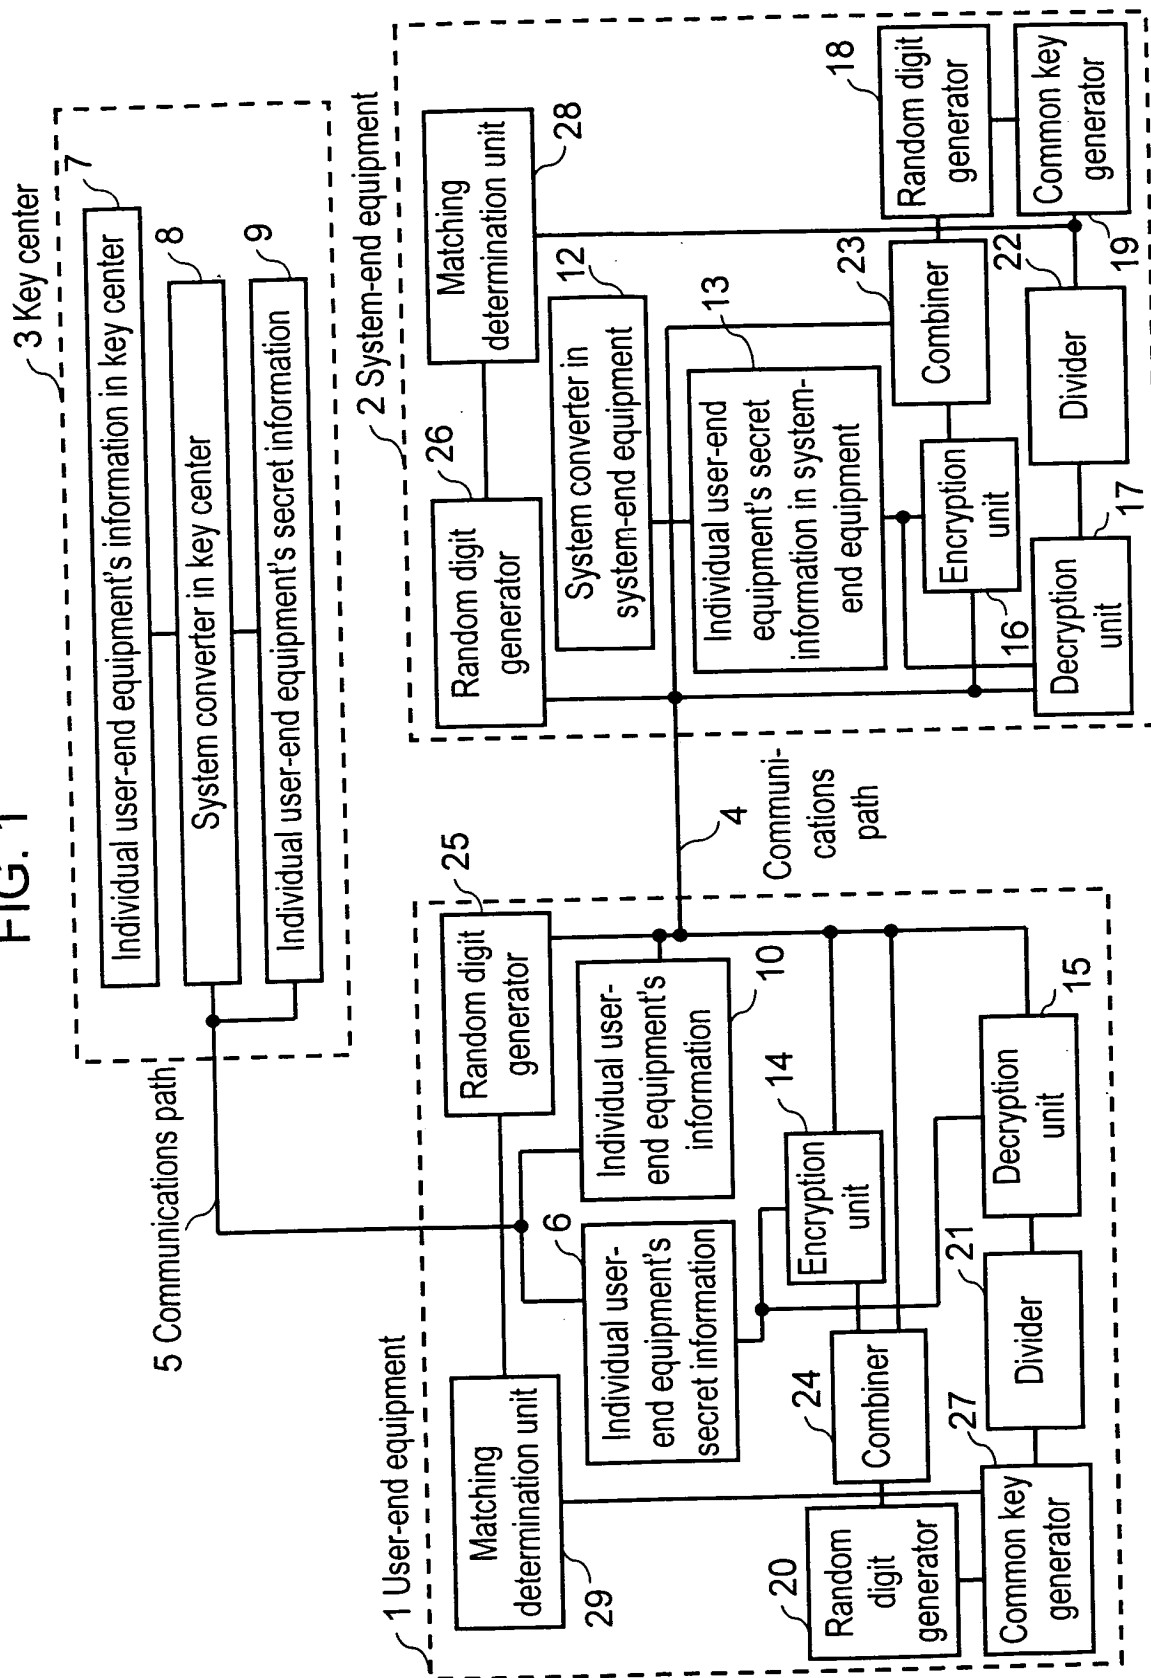 FIG. 1
3 Key center
Individual user-end equipment's information in key center
7
System converter in key center
8
Individual user-end equipment's secret information
9
5 Communications path
1 User-end equipment
Matching
determination unit
29
Random digit
generator
25
Individual user-
end equipment's
secret information
6
Individual user-
end equipment's
information
10
Encryption
unit
14
Combiner
24
Random
digit
generator
20
Common key
generator
27
Divider
21
Decryption
unit
15
4
Communi-
cations
path
2 System-end equipment
Random digit
generator
26
Matching
determination unit
28
System converter in
system-end equipment
12
Individual user-end
equipment's secret
information in system-
end equipment
13
Encryption
unit
16
Combiner
23
Random digit
generator
18
Common key
generator
19
Divider
22
Decryption
unit
17